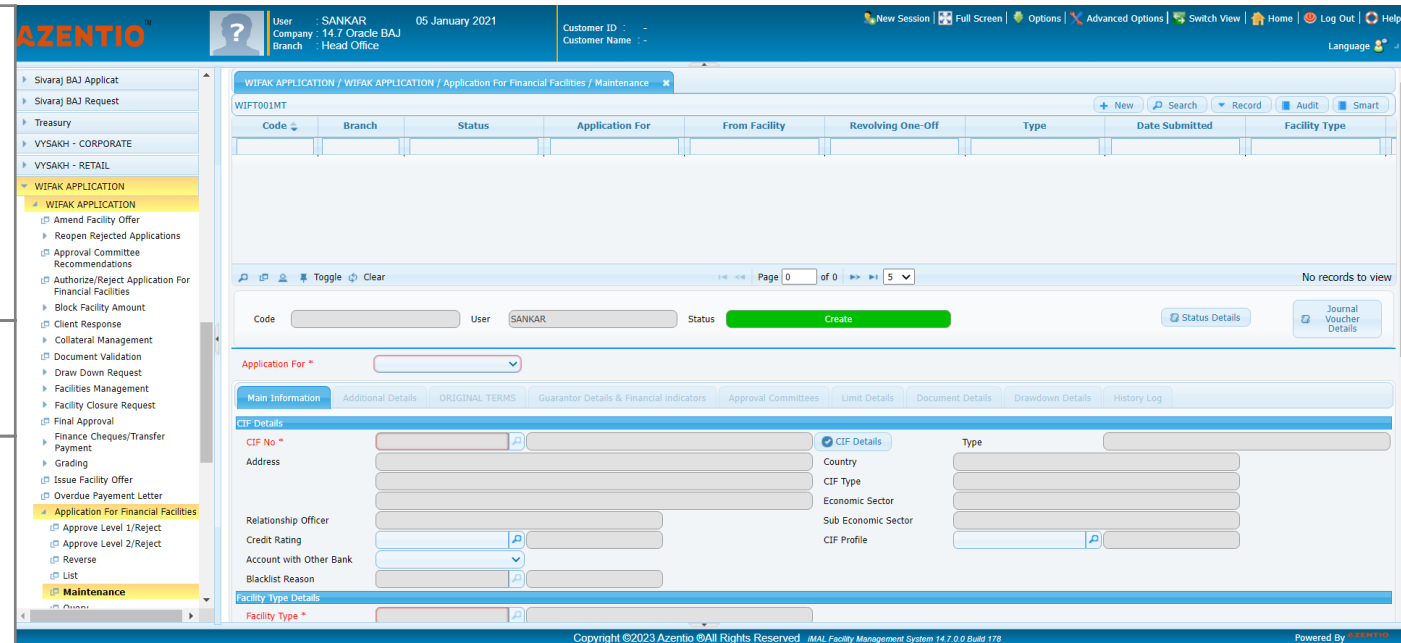 AZENTIO™
User : SANKAR 05 January 2021
Company : 14.7 Oracle BAJ
Branch : Head Office
Customer ID : -
Customer Name : -
New Session | Full Screen | Options | Advanced Options | Switch View | Home | Log Out | Help
Language
Sivaraj BAJ Applicat
Sivaraj BAJ Request
Treasury
VYSAKH - CORPORATE
VYSAKH - RETAIL
WIFAK APPLICATION
WIFAK APPLICATION
Amend Facility Offer
Reopen Rejected Applications
Approval Committee
Recommendations
Authorize/Reject Application For
Financial Facilities
Block Facility Amount
Client Response
Collateral Management
Document Validation
Draw Down Request
Facilities Management
Facility Closure Request
Final Approval
Finance Cheques/Transfer
Payment
Grading
Issue Facility Offer
Overdue Payement Letter
Application For Financial Facilities
Approve Level 1/Reject
Approve Level 2/Reject
Reverse
List
Maintenance
Query
WIFAK APPLICATION / WIFAK APPLICATION / Application For Financial Facilities / Maintenance
WIFT001MT
New Search Record Audit Smart
Code Branch Status Application For From Facility Revolving One-Off Type Date Submitted Facility Type
Toggle Clear Page 0 of 0 5 No records to view
Code User SANKAR Status Create Status Details
Journal
Voucher
Details
Application For *
Main Information Additional Details ORIGINAL TERMS Guarantor Details & Financial indicators Approval Committees Limit Details Document Details Drawdown Details History Log
CIF Details
CIF No * CIF Details Type
Address Country
CIF Type
Economic Sector
Relationship Officer Sub Economic Sector
Credit Rating CIF Profile
Account with Other Bank
Blacklist Reason
Facility Type Details
Facility Type *
Copyright ©2023 Azentio ®All Rights Reserved iMAL Facility Management System 14.7.0.0 Build 178 Powered By AZENTIO